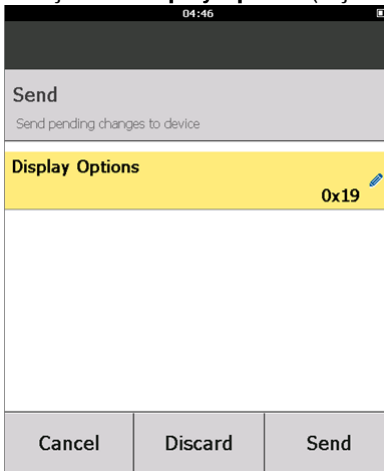 04:46
Send
Send pending changes to device
Display Options
0x19
Cancel Discard Send